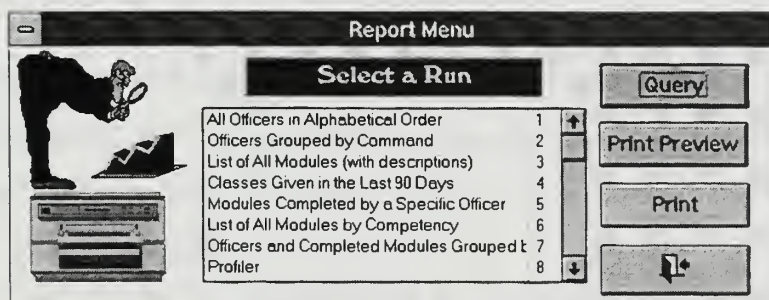 Report Menu
Select a Run
All Officers in Alphabetical Order 1
Officers Grouped by Command 2
List of All Modules (with descriptions) 3
Classes Given in the Last 90 Days 4
Modules Completed by a Specific Officer 5
List of All Modules by Competency 6
Officers and Completed Modules Grouped t 7
Profiler 8
Query
Print Preview
Print